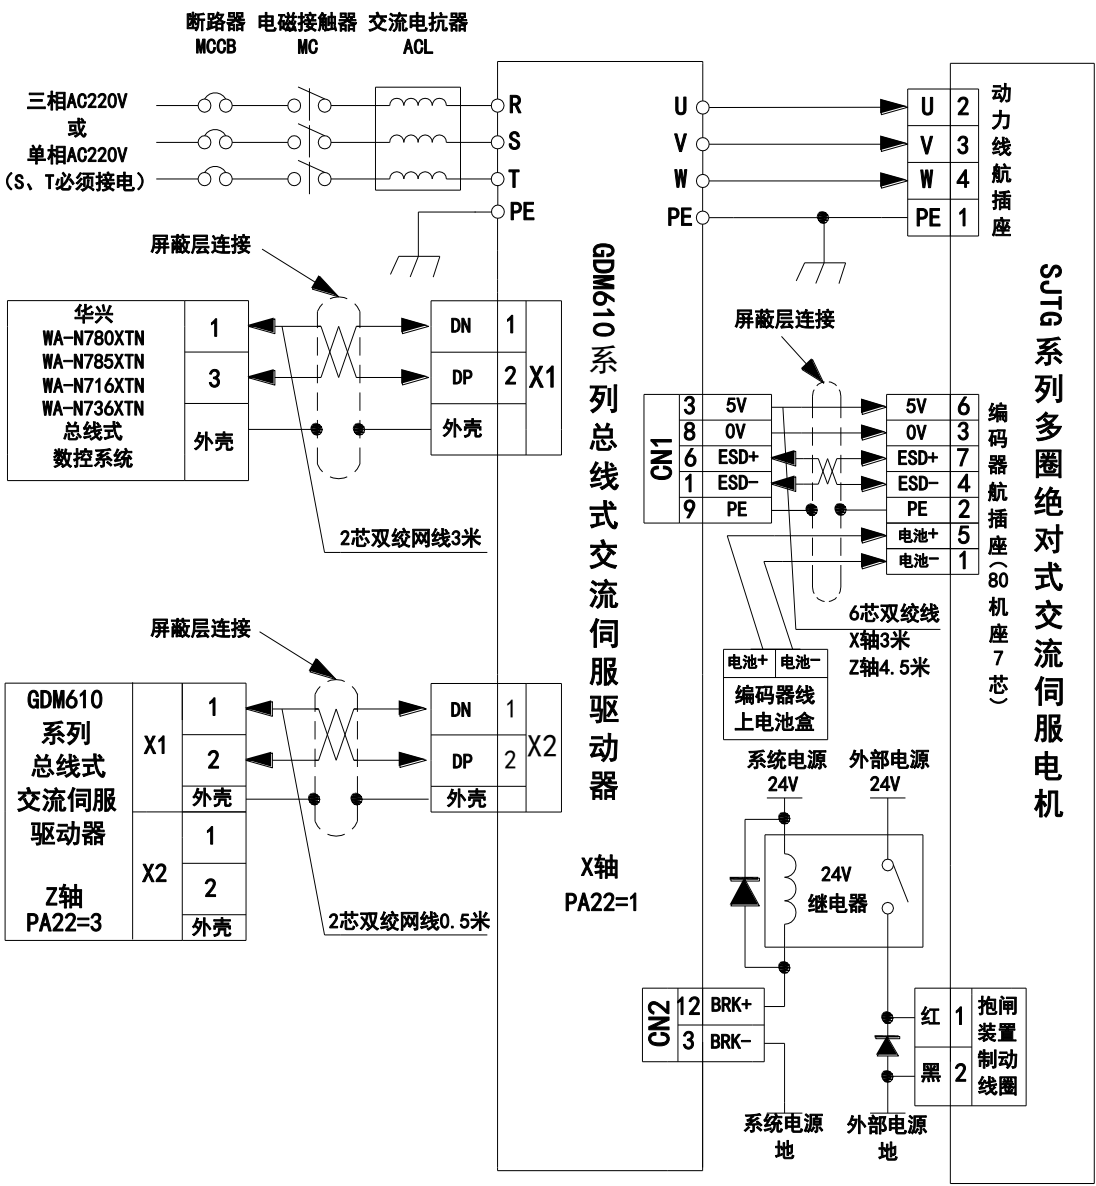 断路器 电磁接触器 交流电抗器
MCCB MC ACL
三相AC220V
或
单相AC220V
(S、T必须接电)
R
S
T
PE
U
V
W
PE
U 2
V 3
W 4
PE 1
动力线航插座
屏蔽层连接
华兴
WA-N780XTN
WA-N785XTN
WA-N716XTN
WA-N736XTN
总线式
数控系统
1
3
外壳
DN 1
DP 2
外壳
X1
2芯双绞网线3米
GDM610系列总线式交流伺服驱动器
X轴
PA22=1
屏蔽层连接
CN1
3 5V
8 0V
6 ESD+
1 ESD-
9 PE
5V 6
0V 3
ESD+ 7
ESD- 4
PE 2
电池+ 5
电池- 1
编码器航插座(80机座7芯)
SJTG系列多圈绝对式交流伺服电机
6芯双绞线
X轴3米
Z轴4.5米
电池+ 电池-
编码器线
上电池盒
屏蔽层连接
GDM610
系列
总线式
交流伺服
驱动器
Z轴
PA22=3
X1
1
2
外壳
X2
1
2
外壳
DN 1
DP 2
外壳
X2
2芯双绞网线0.5米
系统电源
24V
外部电源
24V
24V
继电器
CN2
12 BRK+
3 BRK-
红 1
黑 2
抱闸
装置
制动
线圈
系统电源
地
外部电源
地